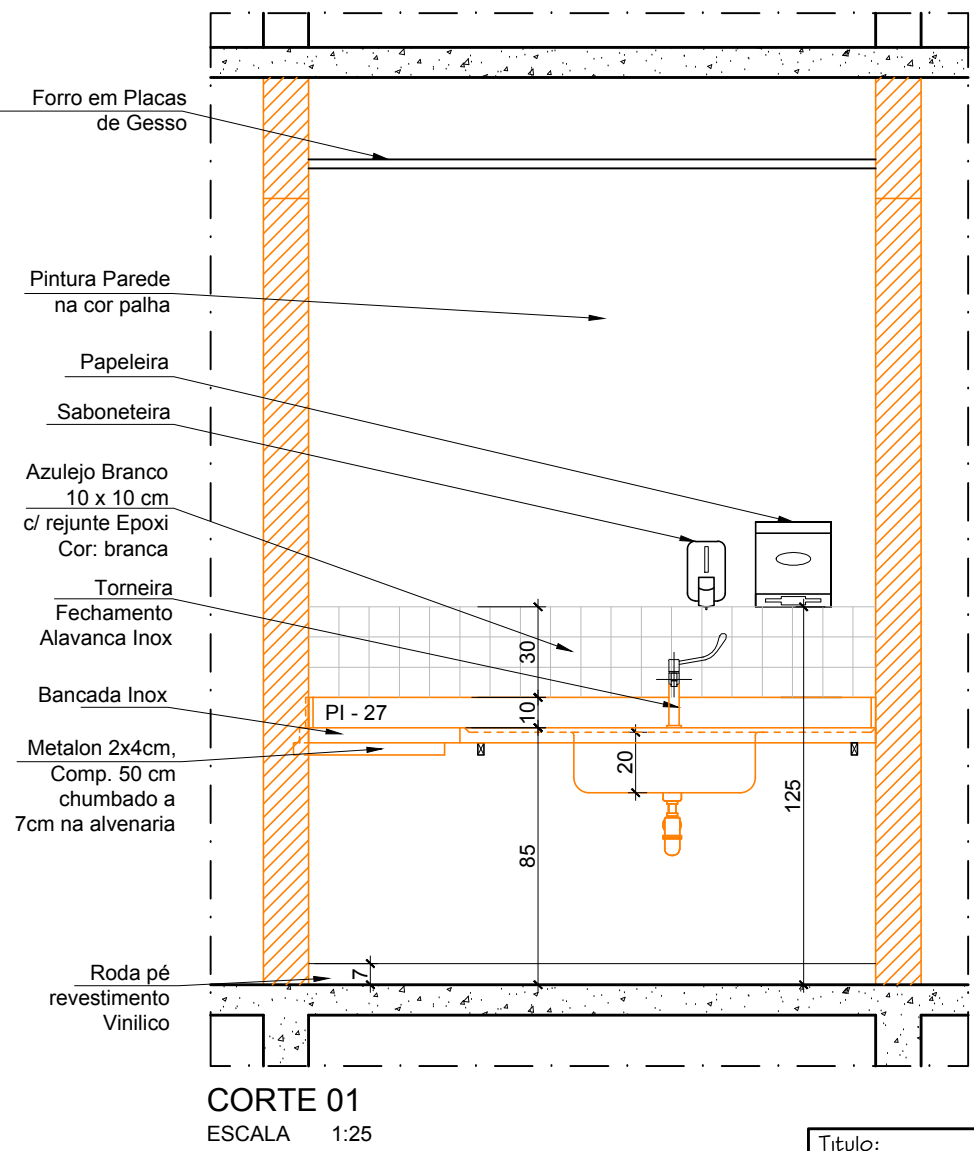 Forro em Placas
de Gesso
Pintura Parede
na cor palha
Papeleira
Saboneteira
Azulejo Branco
10 x 10 cm
c/ rejunte Epoxi
Cor: branca
Torneira
Fechamento
Alavanca Inox
Bancada Inox
Metalon 2x4cm,
Comp. 50 cm
chumbado a
7cm na alvenaria
Roda pé
revestimento
Vinilico
30
10
PI - 27
20
125
85
7
CORTE 01
ESCALA 1:25
Titulo: